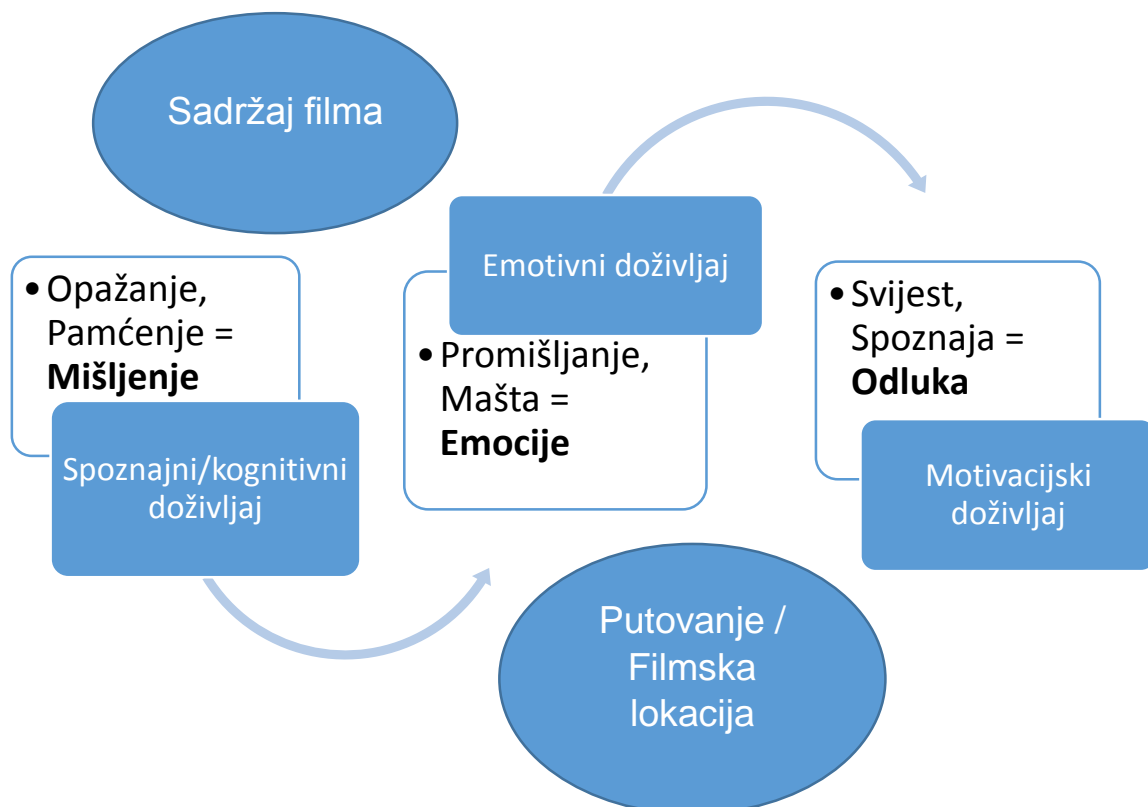 Sadržaj filma
• Opažanje,
Pamćenje =
Mišljenje
Spoznajni/kognitivni
doživljaj
Emotivni doživljaj
• Promišljanje,
Mašta =
Emocije
• Svijest,
Spoznaja =
Odluka
Motivacijski
doživljaj
Putovanje /
Filmska
lokacija